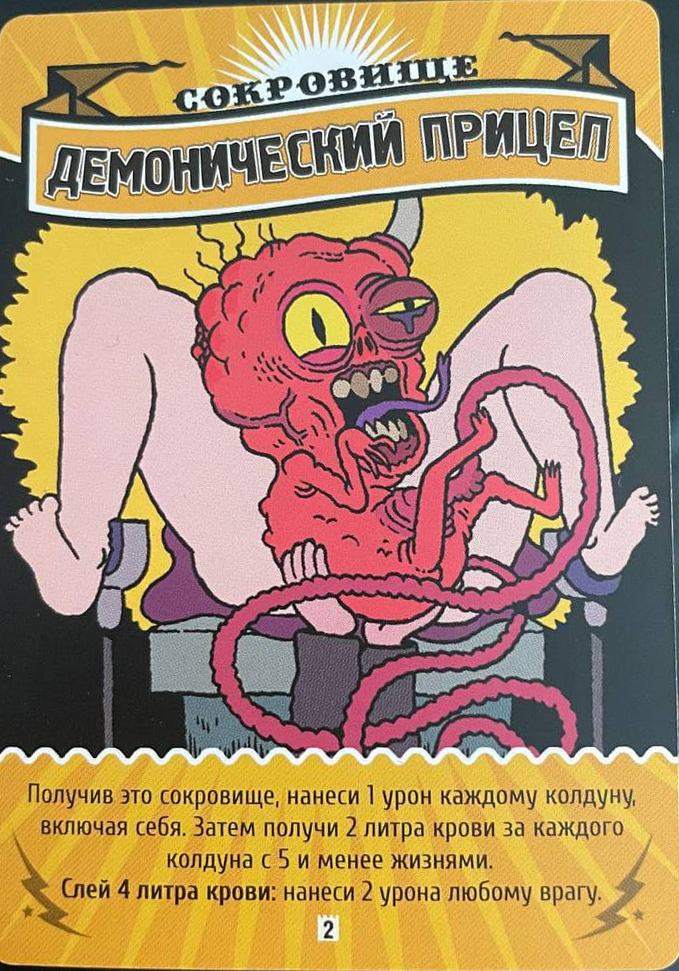 СОКРОВИЩЕ
ДЕМОНИЧЕСКИЙ ПРИЦЕП
Получив это сокровище, нанеси 1 урон каждому колдуну,
включая себя. Затем получи 2 литра крови за каждого
колдуна с 5 и менее жизнями.
Слей 4 литра крови: нанеси 2 урона любому врагу.
2